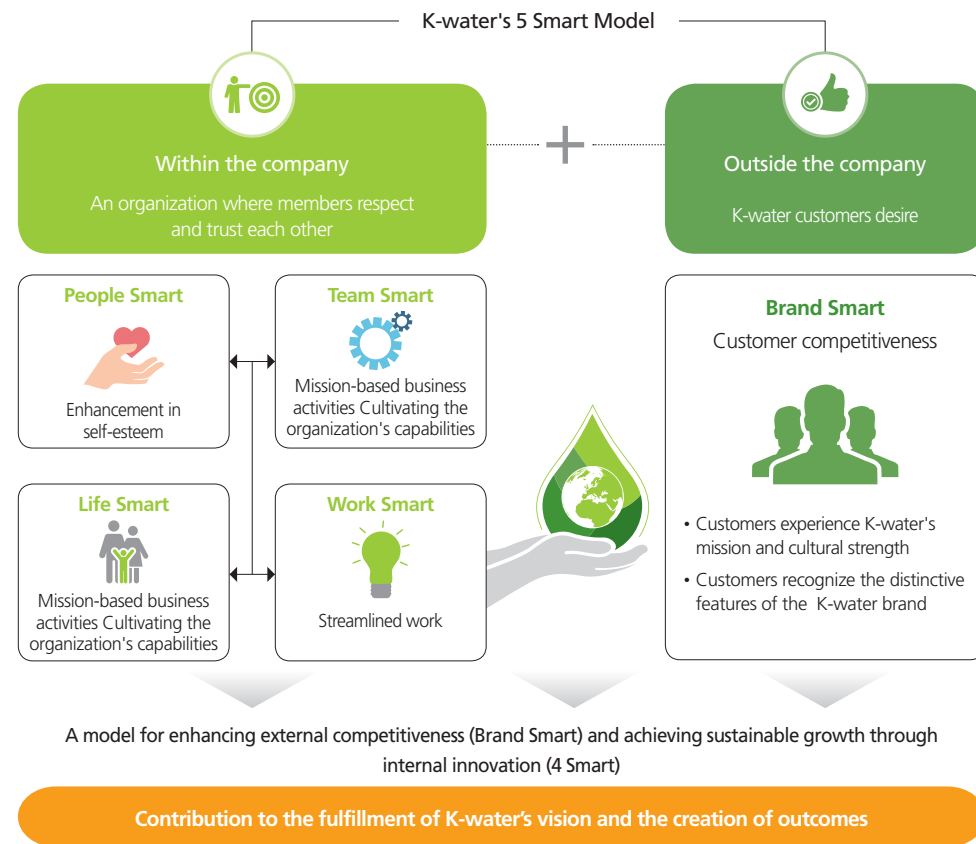 K-water's 5 Smart Model
Within the company
An organization where members respect
and trust each other
Outside the company
K-water customers desire
People Smart
Enhancement in
self-esteem
Team Smart
Mission-based business
activities Cultivating the
organization's capabilities
Life Smart
Mission-based business
activities Cultivating the
organization's capabilities
Work Smart
Streamlined work
Brand Smart
Customer competitiveness
• Customers experience K-water's
mission and cultural strength
• Customers recognize the distinctive
features of the K-water brand
A model for enhancing external competitiveness (Brand Smart) and achieving sustainable growth through
internal innovation (4 Smart)
Contribution to the fulfillment of K-water's vision and the creation of outcomes